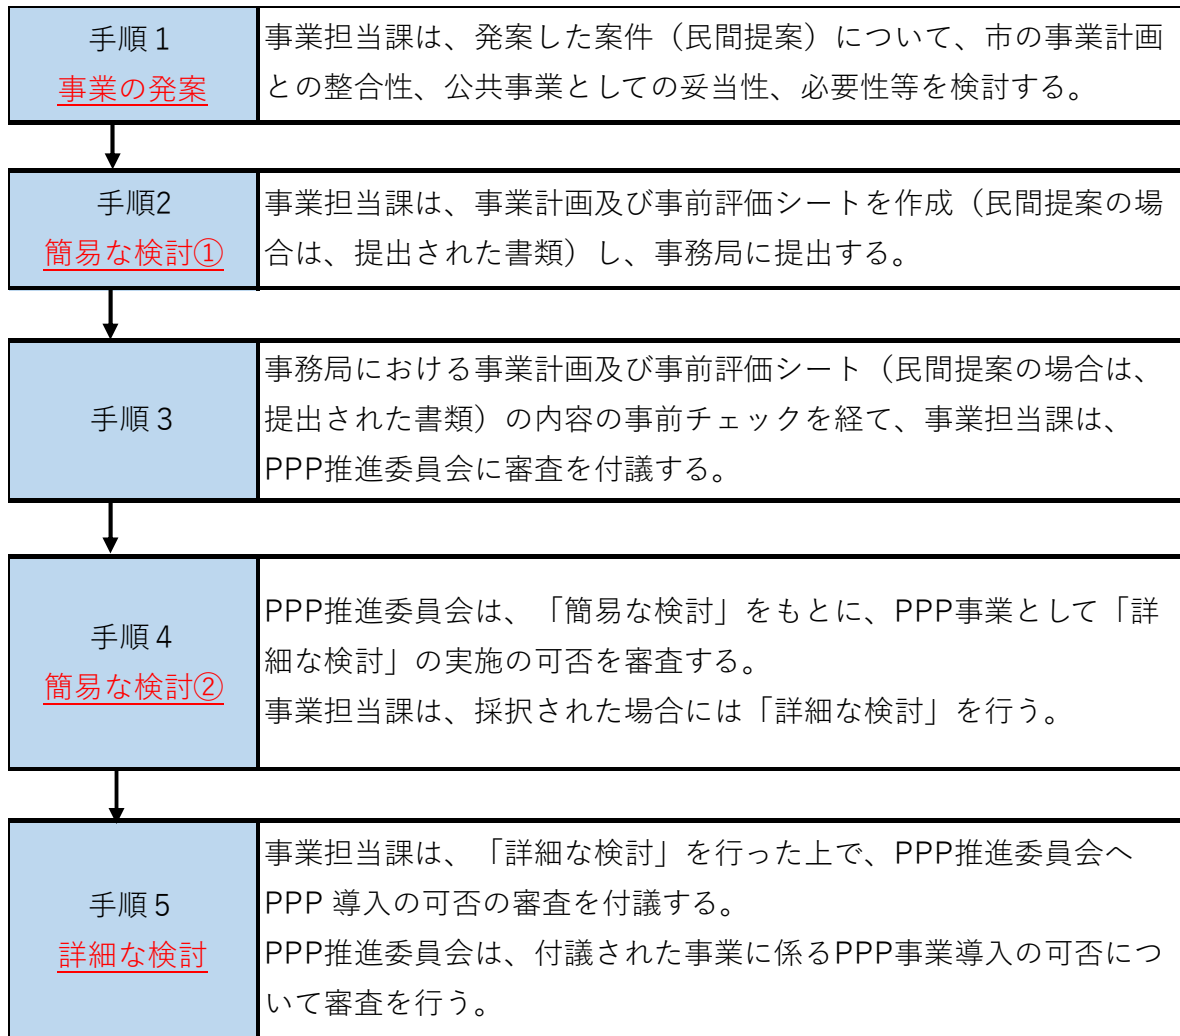 手順１
事業の発案
事業担当課は、発案した案件（民間提案）について、市の事業計画
との整合性、公共事業としての妥当性、必要性等を検討する。
手順2
簡易な検討①
事業担当課は、事業計画及び事前評価シートを作成（民間提案の場
合は、提出された書類）し、事務局に提出する。
手順３
事務局における事業計画及び事前評価シート（民間提案の場合は、
提出された書類）の内容の事前チェックを経て、事業担当課は、
PPP推進委員会に審査を付議する。
手順４
簡易な検討②
PPP推進委員会は、「簡易な検討」をもとに、PPP事業として「詳
細な検討」の実施の可否を審査する。
事業担当課は、採択された場合には「詳細な検討」を行う。
手順５
詳細な検討
事業担当課は、「詳細な検討」を行った上で、PPP推進委員会へ
PPP 導入の可否の審査を付議する。
PPP推進委員会は、付議された事業に係るPPP事業導入の可否につ
いて審査を行う。